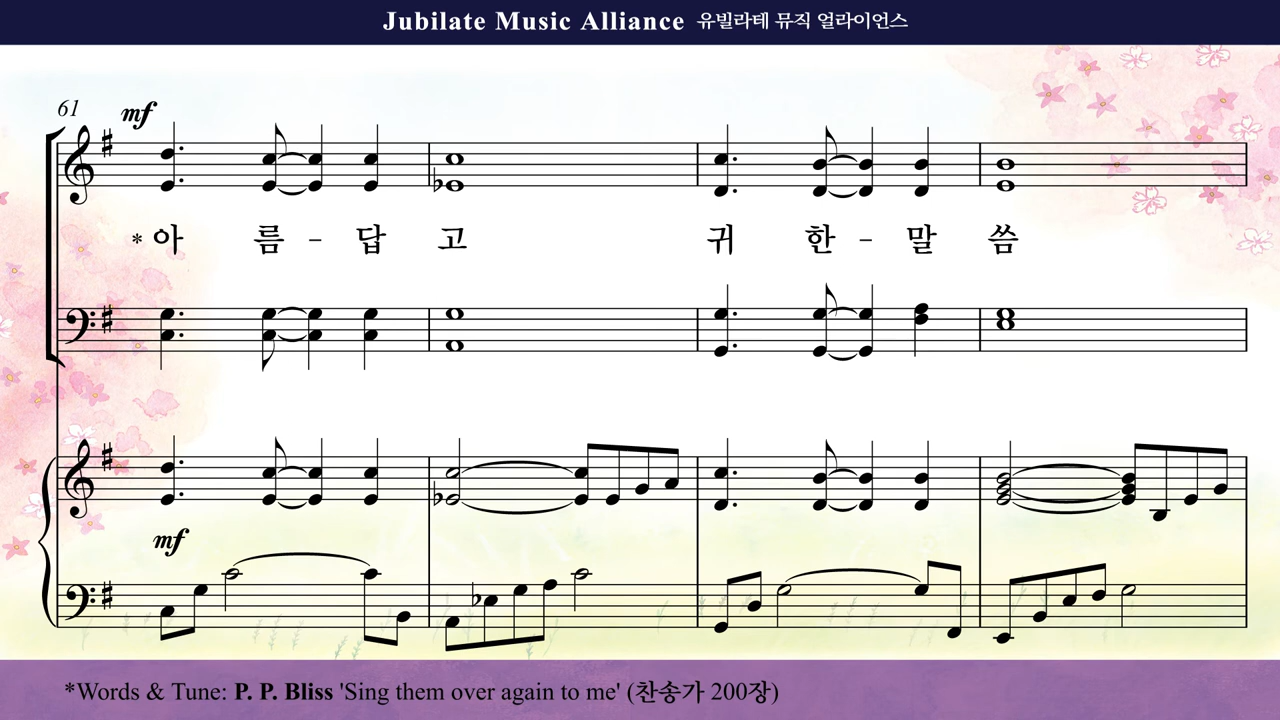 Jubilate Music Alliance 유빌라테 뮤직 얼라이언스
61 mf
*아 름 - 답 고 귀 한 - 말 씀
mf
*Words & Tune: P. P. Bliss 'Sing them over again to me' (찬송가 200장)